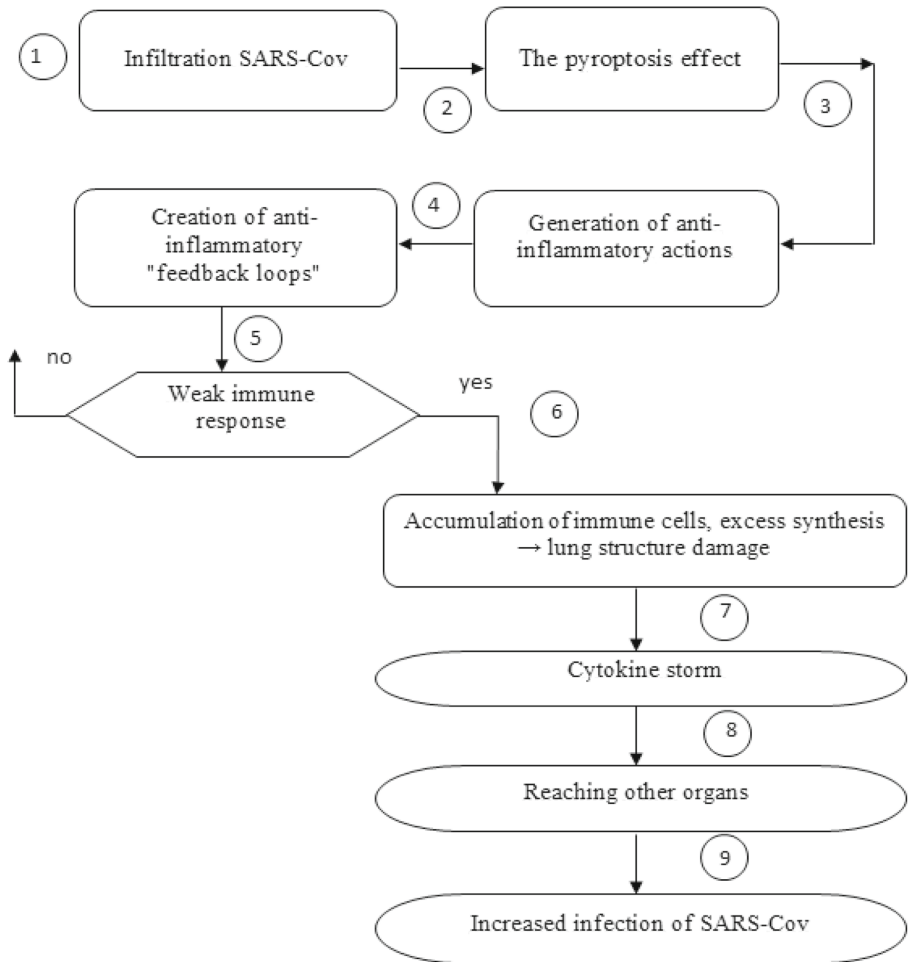 1
Infiltration SARS-Cov
2
The pyroptosis effect
3
Generation of anti-
inflammatory actions
4
Creation of anti-
inflammatory
"feedback loops"
5
no
Weak immune
response
yes
6
Accumulation of immune cells, excess synthesis
→ lung structure damage
7
Cytokine storm
8
Reaching other organs
9
Increased infection of SARS-Cov